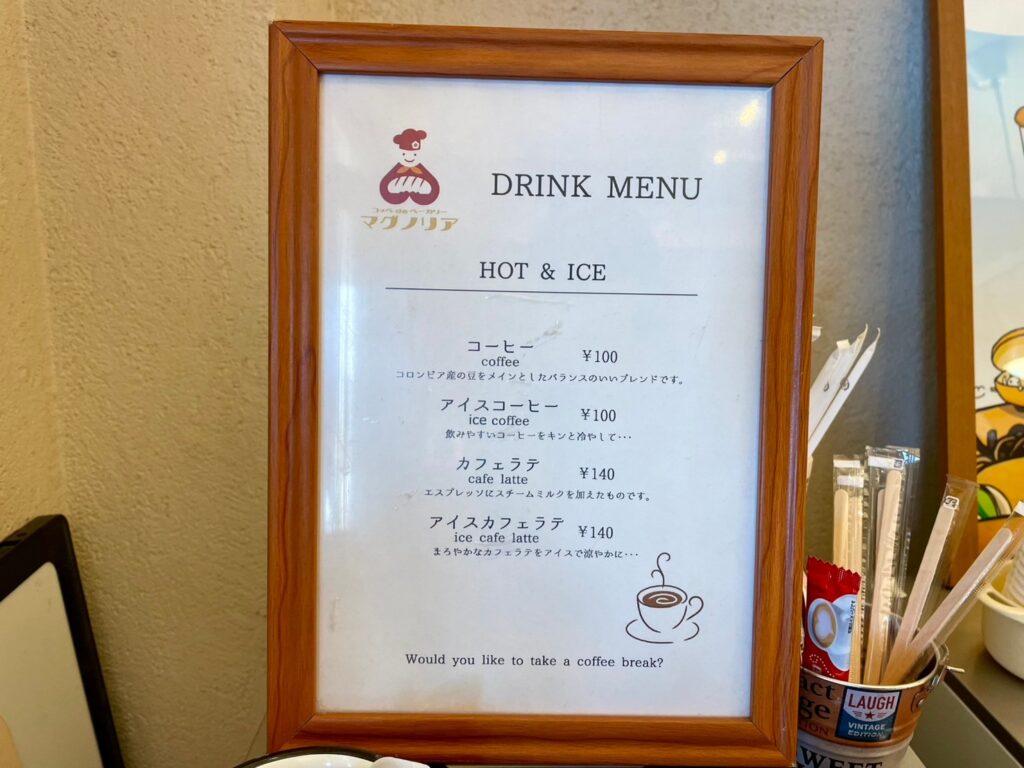 コッペdeベーカリー
マグノリア
DRINK MENU
HOT & ICE
コーヒー ¥100
coffee
コロンビア産の豆をメインとしたバランスのいいブレンドです。
アイスコーヒー ¥100
ice coffee
飲みやすいコーヒーをキンと冷やして・・・
カフェラテ ¥140
cafe latte
エスプレッソにスチームミルクを加えたものです。
アイスカフェラテ ¥140
ice cafe latte
まろやかなカフェラテをアイスで涼やかに・・・
Would you like to take a coffee break?
LAUGH
VINTAGE
EDITION